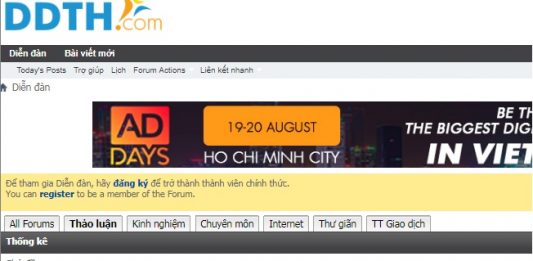 DDTH.com
Diễn đàn Bài viết mới
Today's Posts Trợ giúp Lịch Forum Actions Liên kết nhanh
Diễn đàn
AD DAYS
19-20 AUGUST
HO CHI MINH CITY
BE TH
THE BIGGEST DIG
IN VIET
Để tham gia Diễn đàn, hãy đăng ký để trở thành thành viên chính thức.
You can register to be a member of the Forum.
All Forums Thảo luận Kinh nghiệm Chuyên môn Internet Thư giãn TT Giao dịch
Thống kê